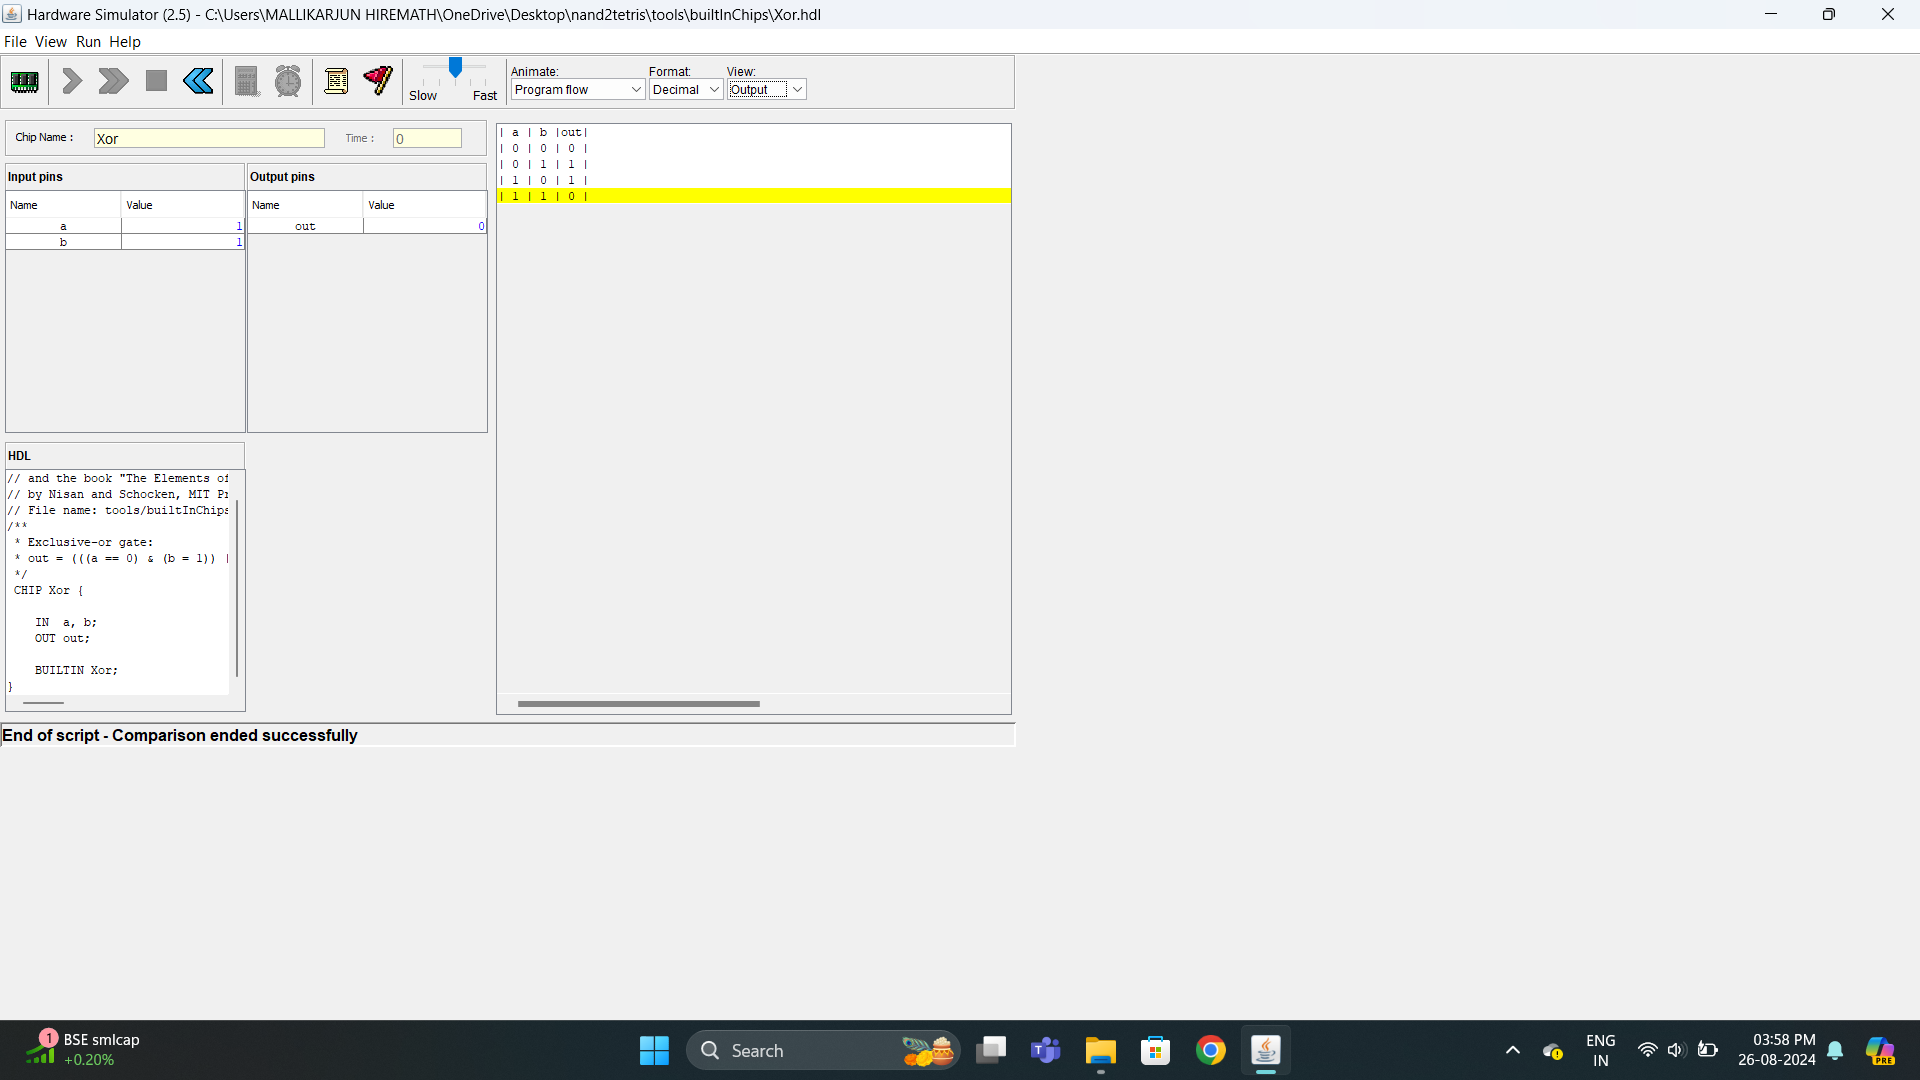 Hardware Simulator (2.5) - C:\Users\MALLIKARJUN HIREMATH\OneDrive\Desktop\nand2tetris\tools\builtInChips\Xor.hdl
File View Run Help
Slow Fast
Animate: Format: View:
Program flow Decimal Output
Chip Name : Xor Time : 0
Input pins Output pins
Name Value Name Value
a 1 out 0
b 1
| a | b |out|
| 0 | 0 | 0 |
| 0 | 1 | 1 |
| 1 | 0 | 1 |
| 1 | 1 | 0 |
HDL
// and the book "The Elements of
// by Nisan and Schocken, MIT Pr
// File name: tools/builtInChips
/**
* Exclusive-or gate:
* out = (((a == 0) & (b = 1)) |
*/
CHIP Xor {
IN a, b;
OUT out;
BUILTIN Xor;
}
End of script - Comparison ended successfully
1 BSE smlcap
+0.20%
Search
ENG
IN
03:58 PM
26-08-2024
PRE